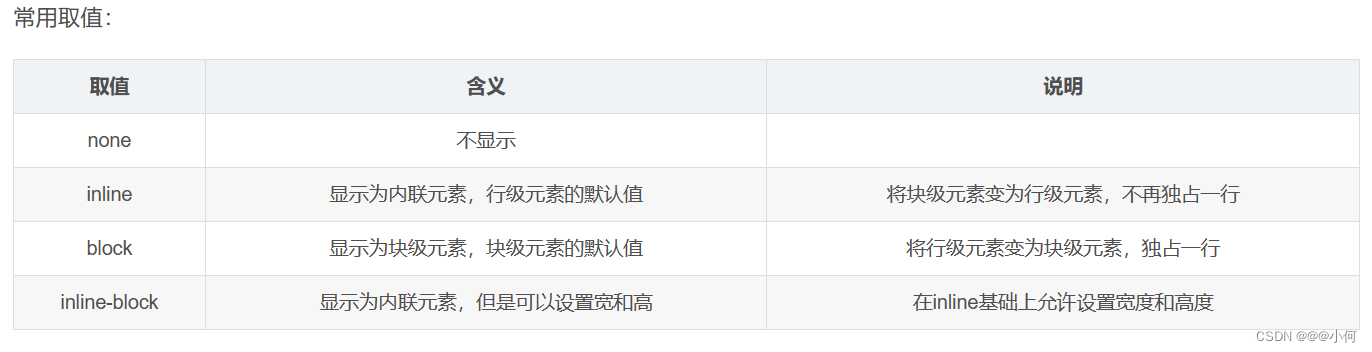 常用取值：
取值 含义 说明
none 不显示
inline 显示为内联元素，行级元素的默认值 将块级元素变为行级元素，不再独占一行
block 显示为块级元素，块级元素的默认值 将行级元素变为块级元素，独占一行
inline-block 显示为内联元素，但是可以设置宽和高 在inline基础上允许设置宽度和高度
CSDN @@@小何